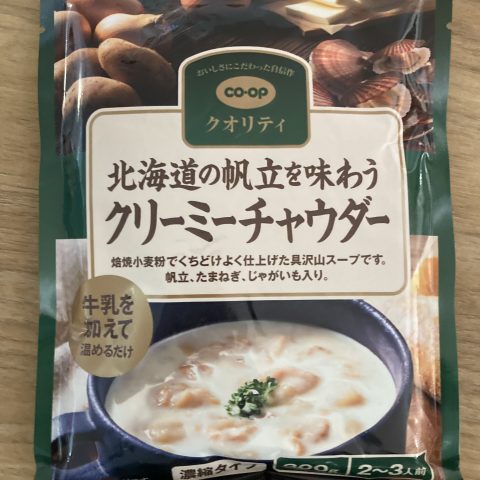 おいしさにこだわった自信作
CO・OP
クオリティ
北海道の帆立を味わう
クリーミーチャウダー
焙焼小麦粉でくちどけよく仕上げた具沢山スープです。
帆立、たまねぎ、じゃがいも入り。
牛乳を
加えて
温めるだけ
濃縮タイプ
2〜3人前